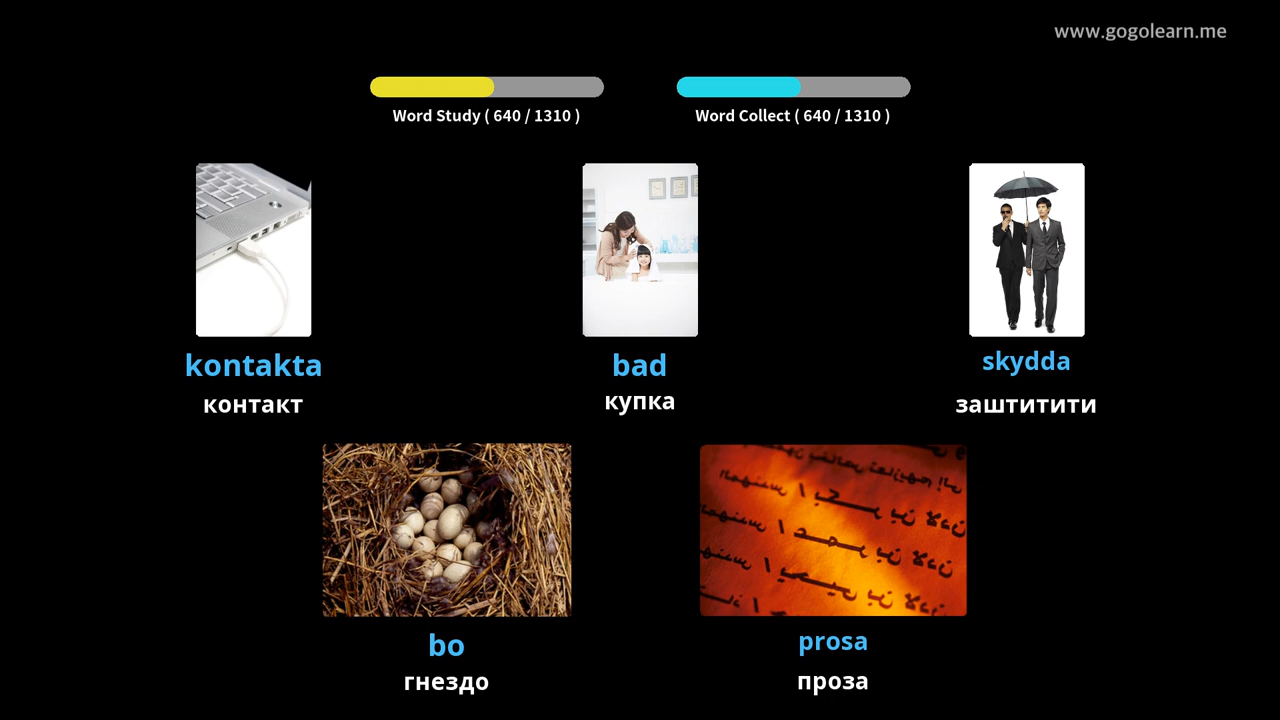 www.gogolearn.me
Word Study ( 640 / 1310 )
Word Collect ( 640 / 1310 )
kontakta
контакт
bad
купка
skydda
заштитити
bo
гнездо
prosa
проза